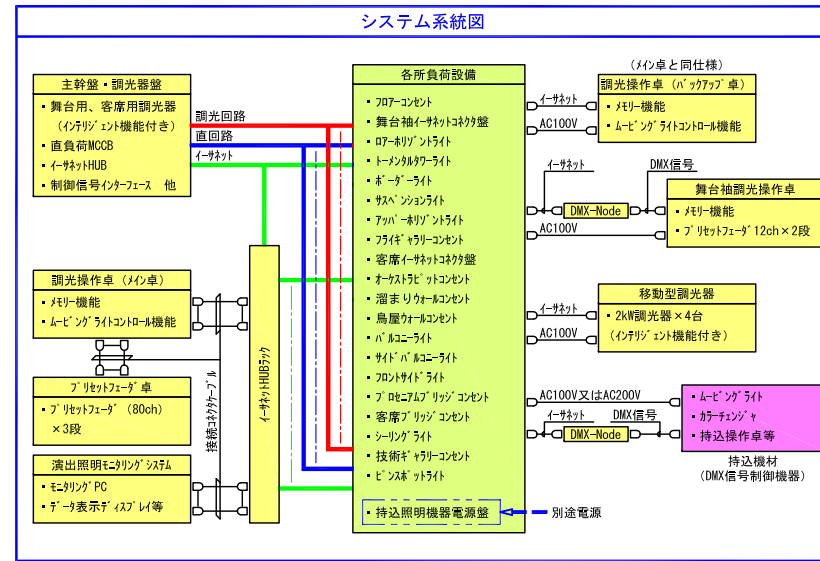 システム系統図
主幹盤・調光器盤
・舞台用、客席用調光器
(インテリジェント機能付き)
・直負荷MCCB
・イーサネットHUB
・制御信号インターフェース 他
調光回路
直回路
イーサネット
調光操作卓(メイン卓)
・メモリー機能
・ムービングライトコントロール機能
プリセットフェーダ卓
・プリセットフェーダ(80ch)
×3段
演出照明モニタリングシステム
・モニタリングPC
・データ表示ディスプレイ等
接続コネクタケーブル
イーサネットHUBラック
各所負荷設備
・フロアーコンセント
・舞台袖イーサネットコネクタ盤
・ロアーホリゾントライト
・トーメンタルタワーライト
・ボーダーライト
・サスペンションライト
・アッパーホリゾントライト
・フライギャラリーコンセント
・客席イーサネットコネクタ盤
・オーケストラピットコンセント
・溜まりウォールコンセント
・鳥屋ウォールコンセント
・バルコニーライト
・サイドバルコニーライト
・フロントサイドライト
・プロセニアムブリッジコンセント
・客席ブリッジコンセント
・シーリングライト
・技術ギャラリーコンセント
・ピンスポットライト
・持込照明機器電源盤
別途電源
(メイン卓と同仕様)
調光操作卓(バックアップ卓)
・メモリー機能
・ムービングライトコントロール機能
イーサネット
AC100V
イーサネット
DMX信号
DMX-Node
AC100V
舞台袖調光操作卓
・メモリー機能
・プリセットフェーダ12ch×2段
イーサネット
AC100V
移動型調光器
・2kW調光器×4台
(インテリジェント機能付き)
AC100V又はAC200V
イーサネット
DMX信号
DMX-Node
・ムービングライト
・カラーチェンジャ
・持込操作卓等
持込機材
(DMX信号制御機器)